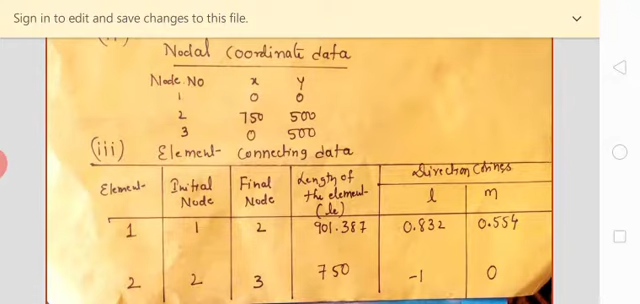 Sign in to edit and save changes to this file.
Nodal Coordinate data
Node No x y
1 0 0
2 750 500
3 0 500
(iii) Element- Connecting data
Element- Initial Node Final Node Length of the element- (le) Direction Cosines
l m
1 1 2 901.387 0.832 0.554
2 2 3 750 -1 0